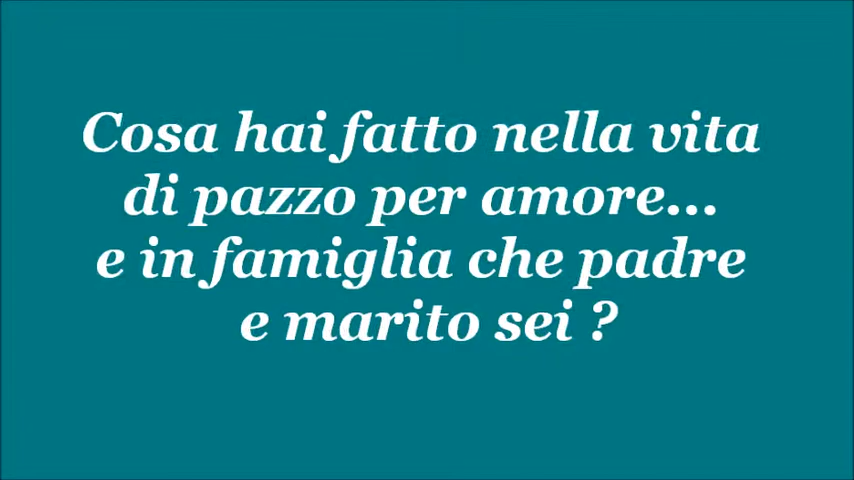 Cosa hai fatto nella vita
di pazzo per amore...
e in famiglia che padre
e marito sei ?